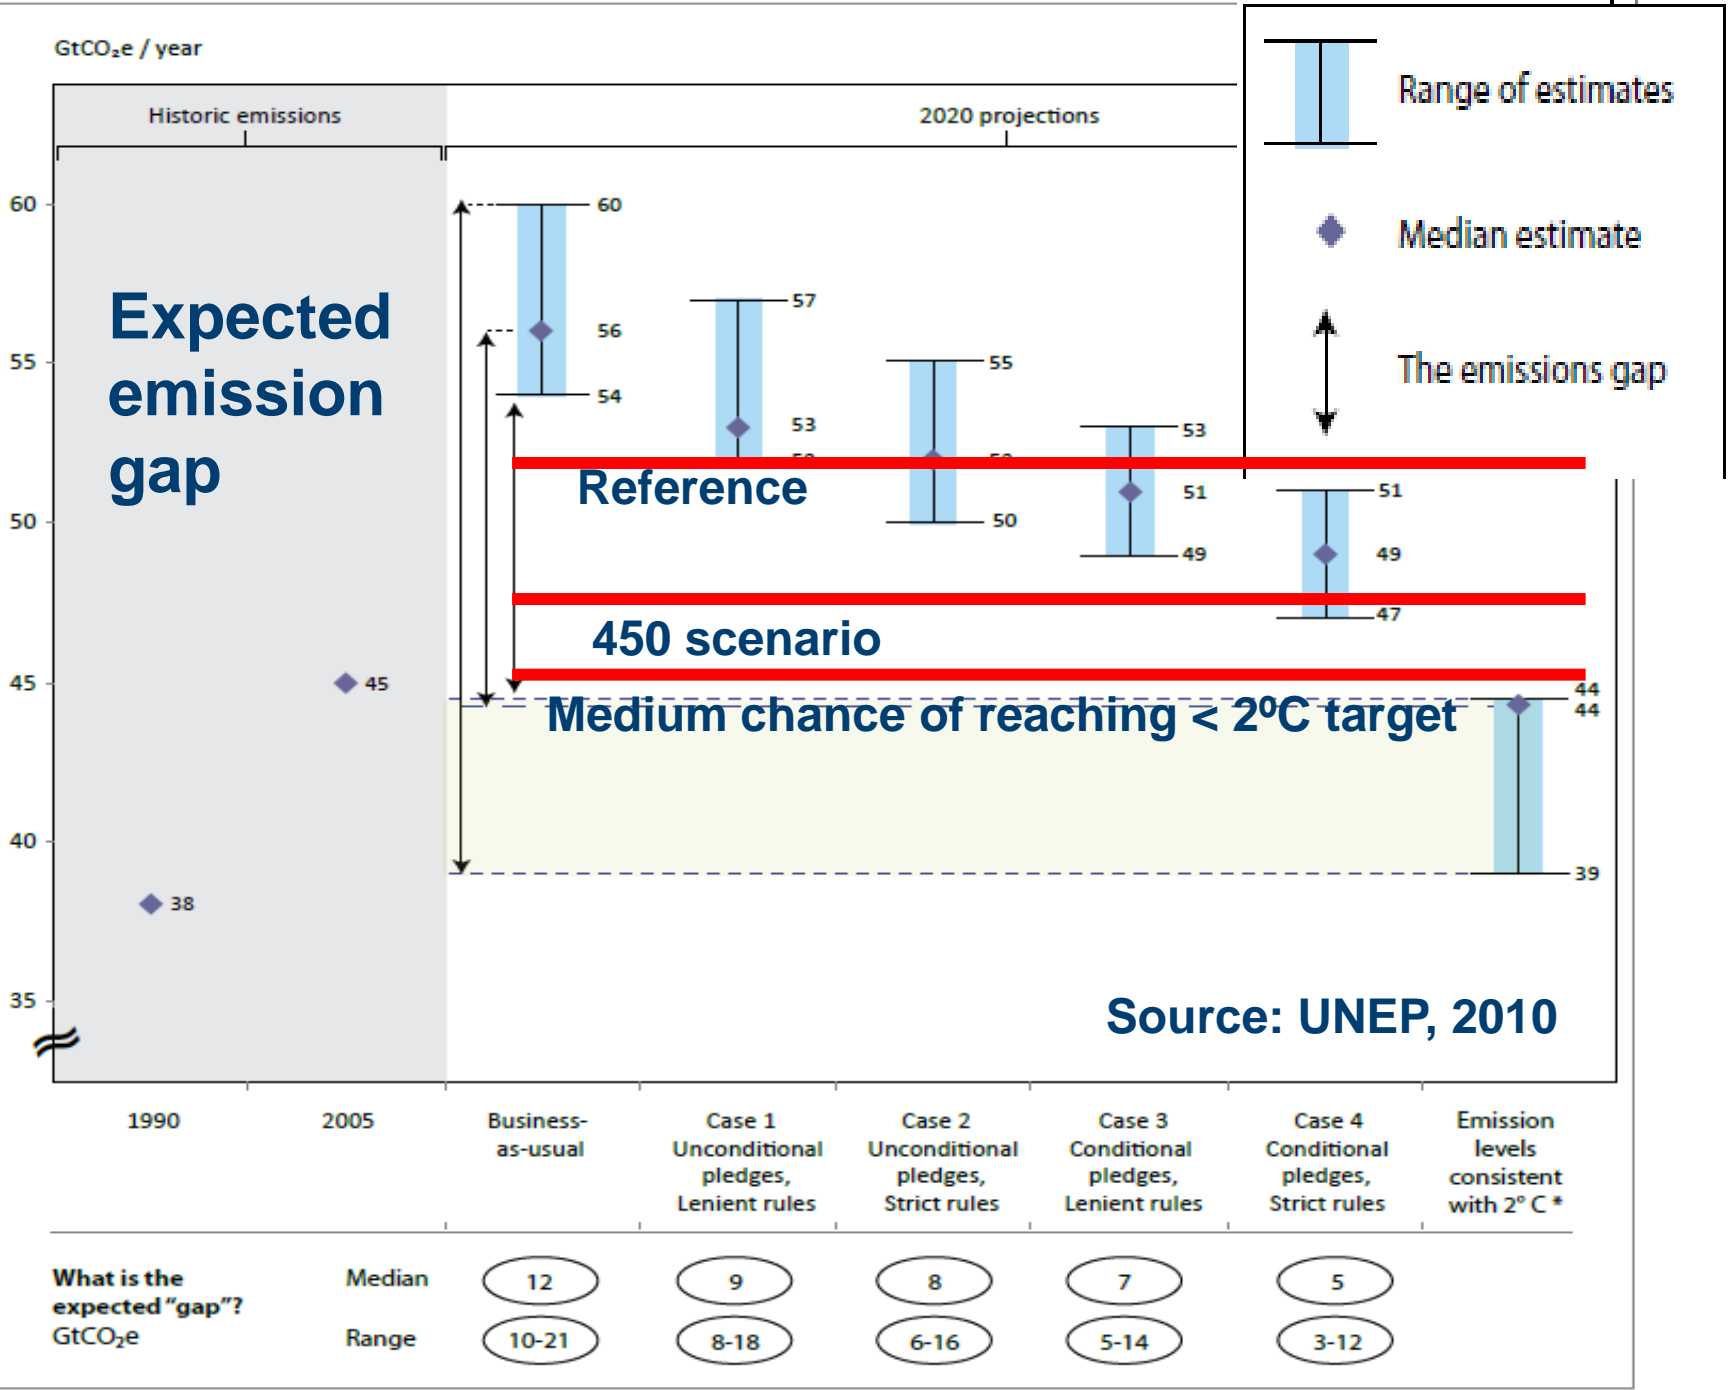 GtCO₂e / year
Historic emissions
2020 projections
Range of estimates
Median estimate
The emissions gap
60
55
50
45
40
35
Expected
emission
gap
38
45
60
56
54
57
53
55
50
53
51
49
51
49
47
44
44
39
Reference
450 scenario
Medium chance of reaching < 2ºC target
Source: UNEP, 2010
1990
2005
Business-
as-usual
Case 1
Unconditional
pledges,
Lenient rules
Case 2
Unconditional
pledges,
Strict rules
Case 3
Conditional
pledges,
Lenient rules
Case 4
Conditional
pledges,
Strict rules
Emission
levels
consistent
with 2° C *
What is the
expected “gap”?
GtCO₂e
Median
12
9
8
7
5
Range
10-21
8-18
6-16
5-14
3-12